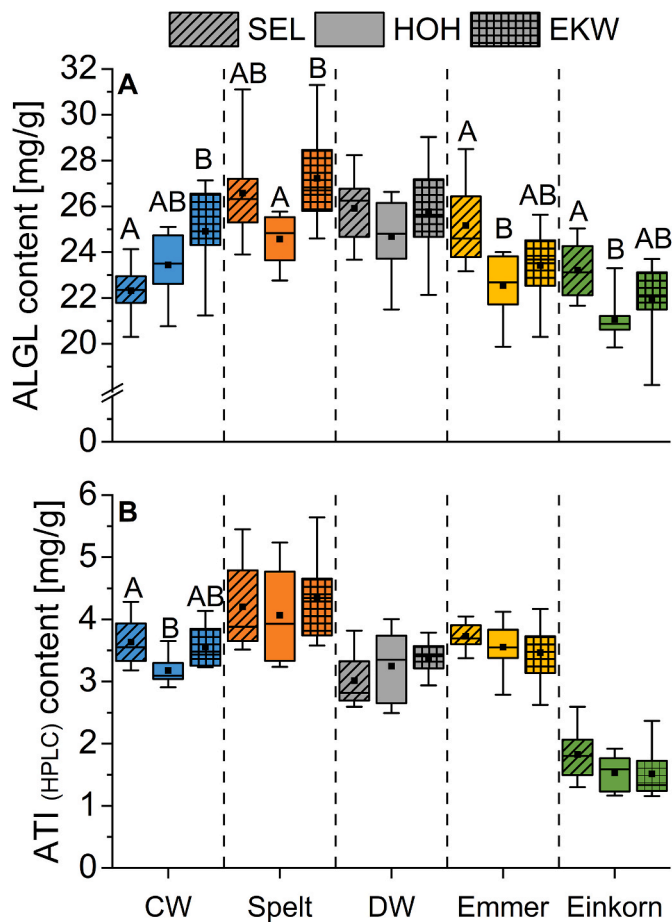 SEL HOH EKW
A
ALGL content [mg/g]
32
30
28
26
24
22
20
0
A AB B
AB A B
A B AB
A B AB
B
ATI (HPLC) content [mg/g]
6
5
4
3
2
1
0
A B AB
CW Spelt DW Emmer Einkorn